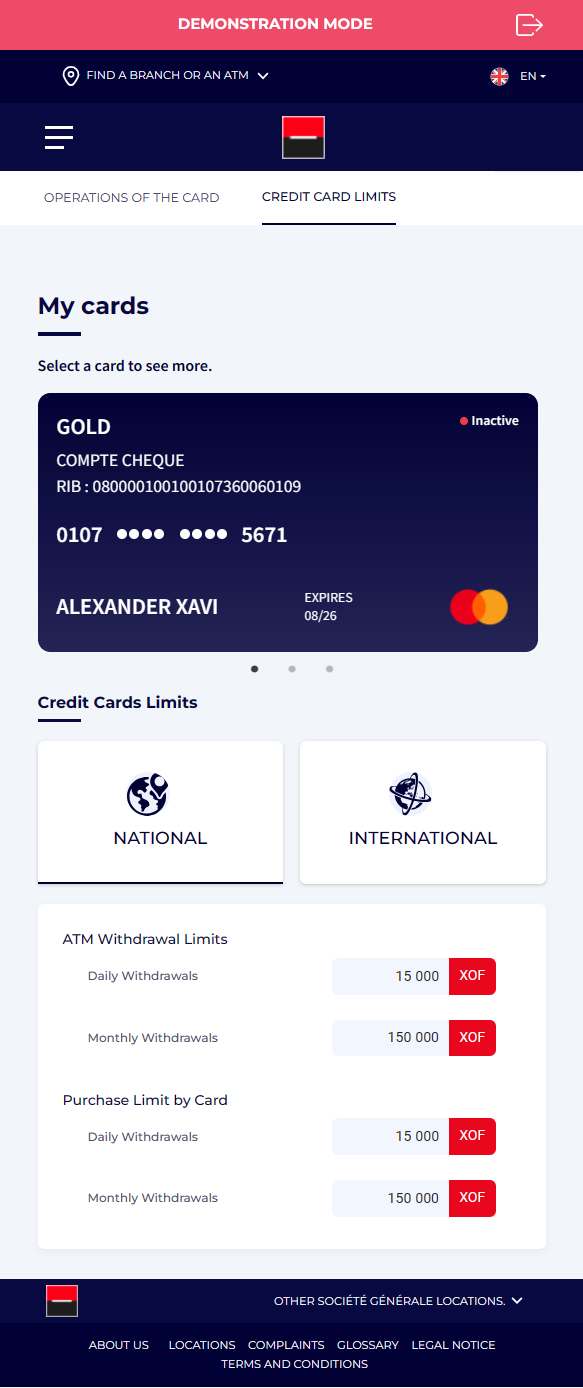 DEMONSTRATION MODE
FIND A BRANCH OR AN ATM
EN
OPERATIONS OF THE CARD
CREDIT CARD LIMITS
My cards
Select a card to see more.
GOLD
Inactive
COMPTE CHEQUE
RIB : 080000100100107360060109
0107 •••• •••• 5671
ALEXANDER XAVI
EXPIRES
08/26
Credit Cards Limits
NATIONAL
INTERNATIONAL
ATM Withdrawal Limits
Daily Withdrawals 15 000 XOF
Monthly Withdrawals 150 000 XOF
Purchase Limit by Card
Daily Withdrawals 15 000 XOF
Monthly Withdrawals 150 000 XOF
OTHER SOCIÉTÉ GÉNÉRALE LOCATIONS.
ABOUT US LOCATIONS COMPLAINTS GLOSSARY LEGAL NOTICE
TERMS AND CONDITIONS